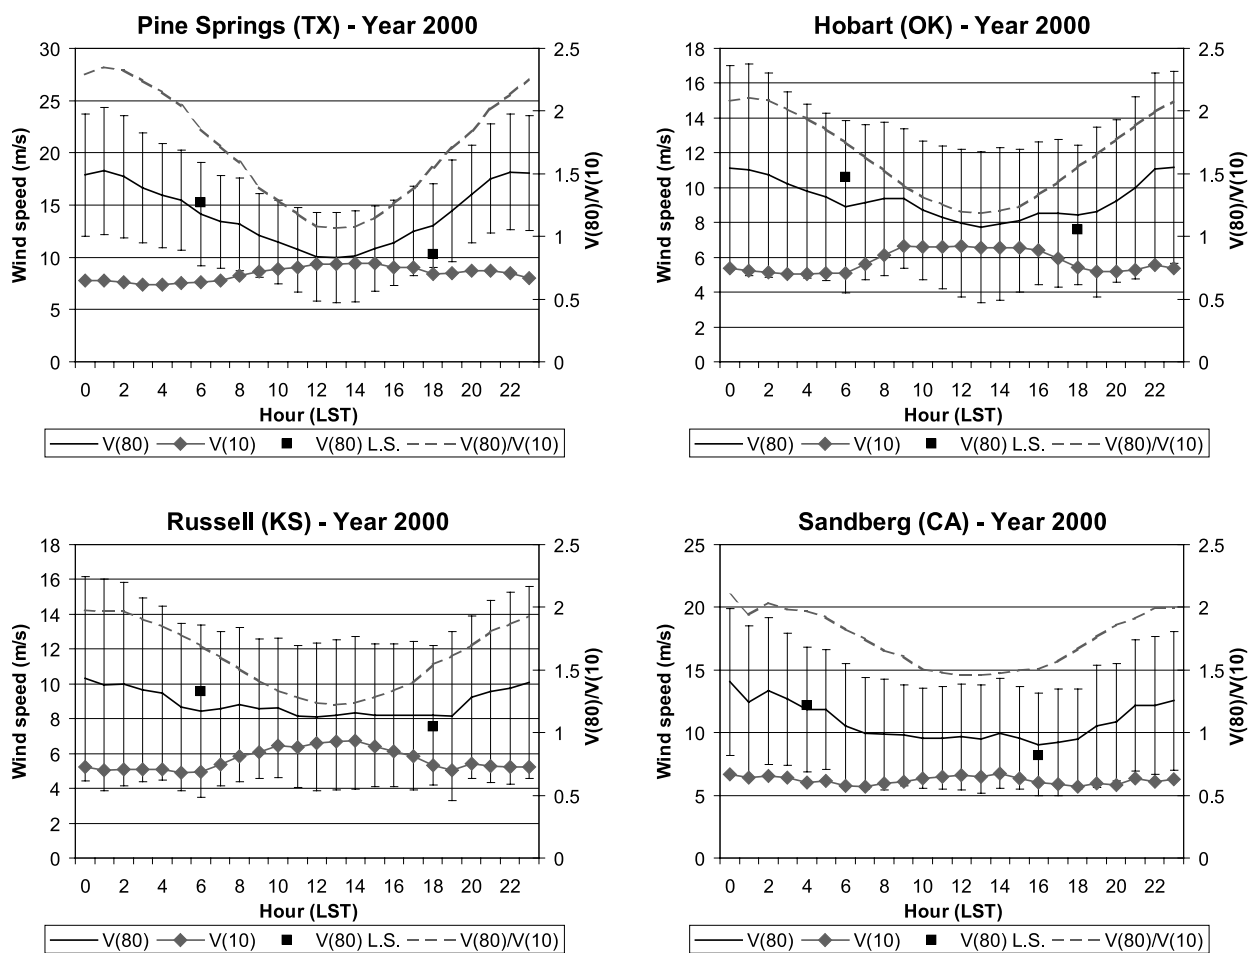 Pine Springs (TX) - Year 2000
30
25
20
15
10
5
0
Wind speed (m/s)
2.5
2
1.5
1
0.5
0
V(80)/V(10)
0 2 4 6 8 10 12 14 16 18 20 22
Hour (LST)
V(80) V(10) V(80) L.S. V(80)/V(10)
Hobart (OK) - Year 2000
18
16
14
12
10
8
6
4
2
0
Wind speed (m/s)
2.5
2
1.5
1
0.5
0
V(80)/V(10)
0 2 4 6 8 10 12 14 16 18 20 22
Hour (LST)
V(80) V(10) V(80) L.S. V(80)/V(10)
Russell (KS) - Year 2000
18
16
14
12
10
8
6
4
2
0
Wind speed (m/s)
2.5
2
1.5
1
0.5
0
V(80)/V(10)
0 2 4 6 8 10 12 14 16 18 20 22
Hour (LST)
V(80) V(10) V(80) L.S. V(80)/V(10)
Sandberg (CA) - Year 2000
25
20
15
10
5
0
Wind speed (m/s)
2.5
2
1.5
1
0.5
0
V(80)/V(10)
0 2 4 6 8 10 12 14 16 18 20 22
Hour (LST)
V(80) V(10) V(80) L.S. V(80)/V(10)